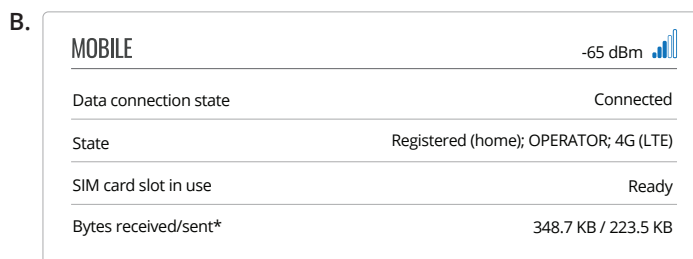 B.
MOBILE -65 dBm
Data connection state Connected
State Registered (home); OPERATOR; 4G (LTE)
SIM card slot in use Ready
Bytes received/sent* 348.7 KB / 223.5 KB